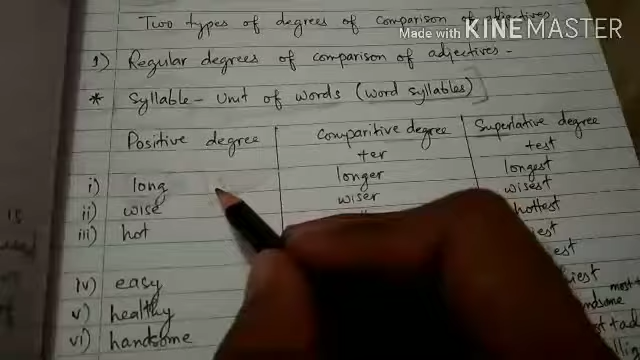 Two types of degrees of comparison of adjectives
Made with KINEMASTER
1) Regular degrees of comparison of adjectives-
* Syllable - Unit of words (word syllables)
Positive degree Comparitive degree Superlative degree
+er +est
i) long longer longest
ii) wise wiser wisest
iii) hot hottest
iv) easy
v) healthy
vi) handsome